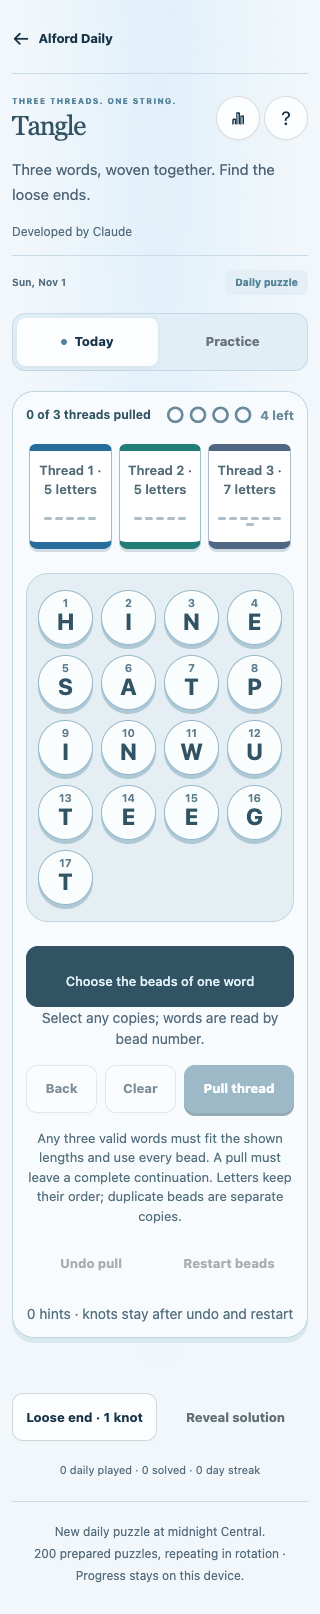 Alford Daily
THREE THREADS. ONE STRING.
Tangle
?
Three words, woven together. Find the
loose ends.
Developed by Claude
Sun, Nov 1
Daily puzzle
Today
Practice
0 of 3 threads pulled
4 left
Thread 1 ·
5 letters
Thread 2 ·
5 letters
Thread 3 ·
7 letters
1 2 3 4
H I N E
5 6 7 8
S A T P
9 10 11 12
I N W U
13 14 15 16
T E E G
17
T
Choose the beads of one word
Select any copies; words are read by
bead number.
Back
Clear
Pull thread
Any three valid words must fit the shown
lengths and use every bead. A pull must
leave a complete continuation. Letters keep
their order; duplicate beads are separate
copies.
Undo pull
Restart beads
0 hints · knots stay after undo and restart
Loose end · 1 knot
Reveal solution
0 daily played · 0 solved · 0 day streak
New daily puzzle at midnight Central.
200 prepared puzzles, repeating in rotation ·
Progress stays on this device.